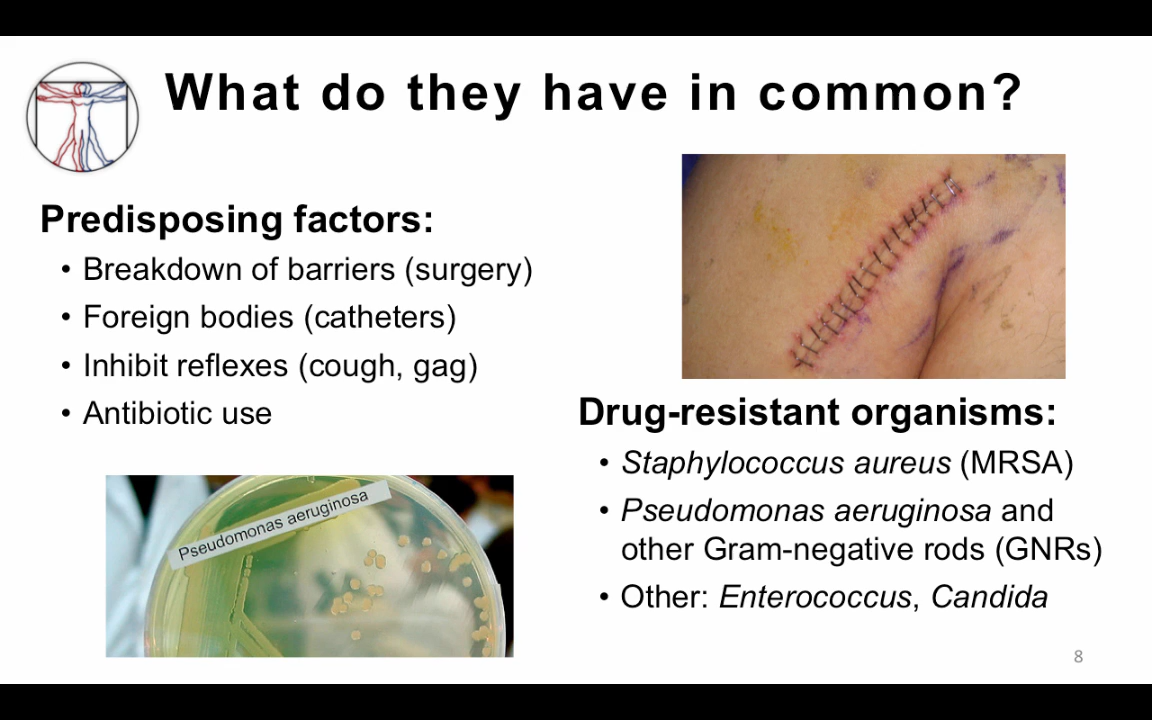 What do they have in common?
Predisposing factors:
• Breakdown of barriers (surgery)
• Foreign bodies (catheters)
• Inhibit reflexes (cough, gag)
• Antibiotic use
Pseudomonas aeruginosa
Drug-resistant organisms:
• Staphylococcus aureus (MRSA)
• Pseudomonas aeruginosa and
other Gram-negative rods (GNRs)
• Other: Enterococcus, Candida
8